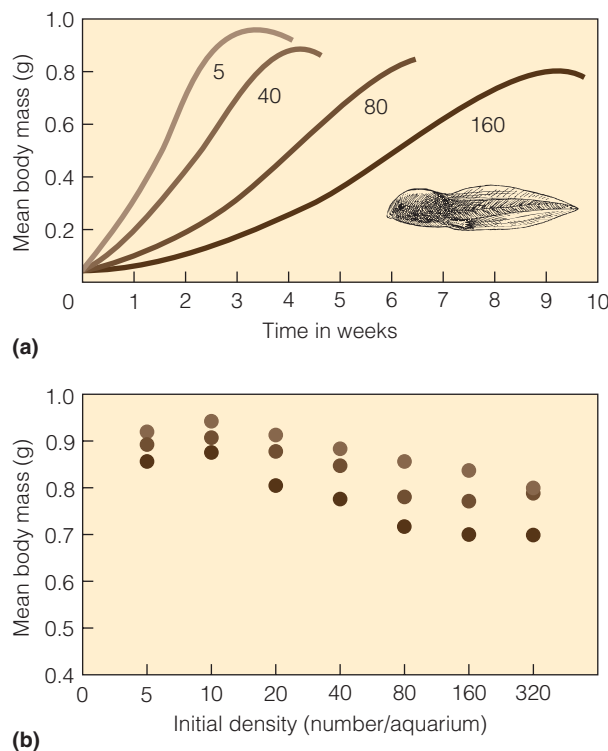 Mean body mass (g)
1.0
0.8
0.6
0.4
0.2
5
40
80
160
0 1 2 3 4 5 6 7 8 9 10
Time in weeks
(a)
Mean body mass (g)
1.0
0.9
0.8
0.7
0.6
0.5
0.4
0 5 10 20 40 80 160 320
Initial density (number/aquarium)
(b)